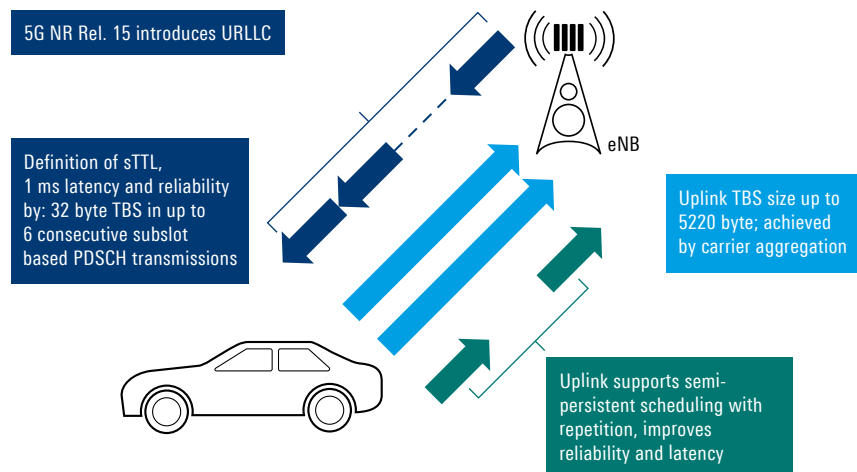 5G NR Rel. 15 introduces URLLC
eNB
Definition of sTTL,
1 ms latency and reliability
by: 32 byte TBS in up to
6 consecutive subslot
based PDSCH transmissions
Uplink TBS size up to
5220 byte; achieved
by carrier aggregation
Uplink supports semi-
persistent scheduling with
repetition, improves
reliability and latency